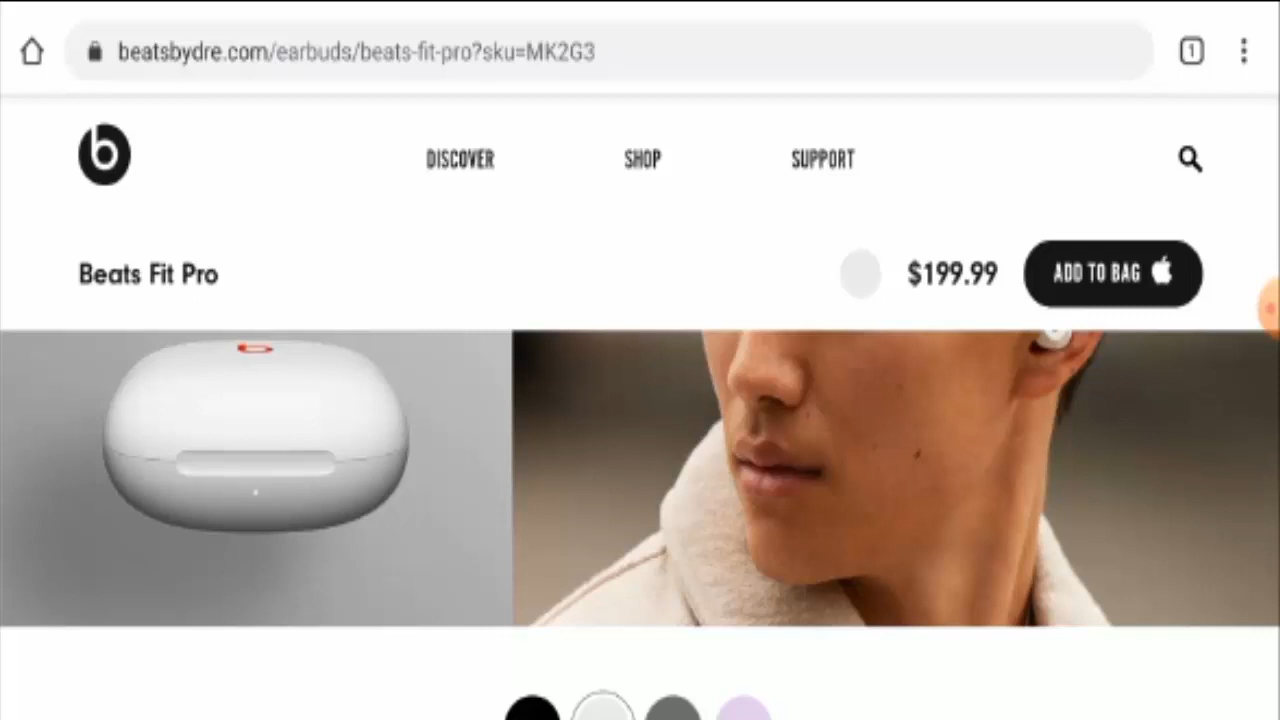 beatsbydre.com/earbuds/beats-fit-pro?sku=MK2G3
1
b
DISCOVER
SHOP
SUPPORT
Beats Fit Pro
$199.99
ADD TO BAG